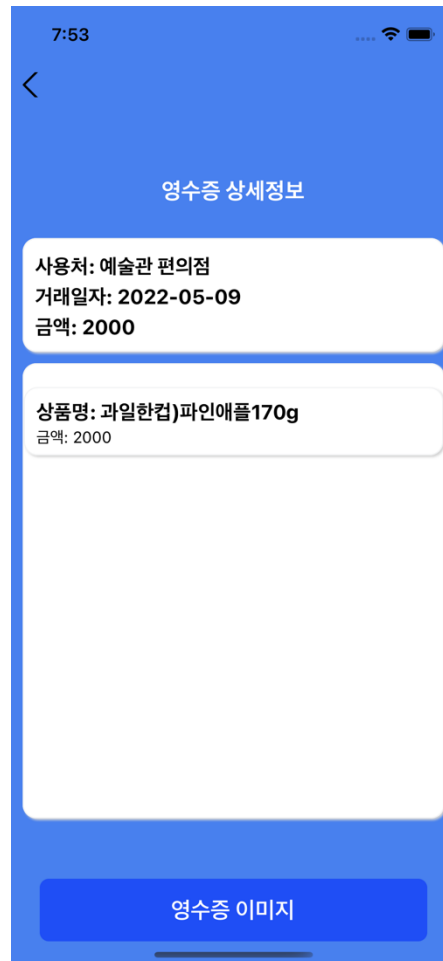 7:53
영수증 상세정보
사용처: 예술관 편의점
거래일자: 2022-05-09
금액: 2000
상품명: 과일한컵)파인애플170g
금액: 2000
영수증 이미지